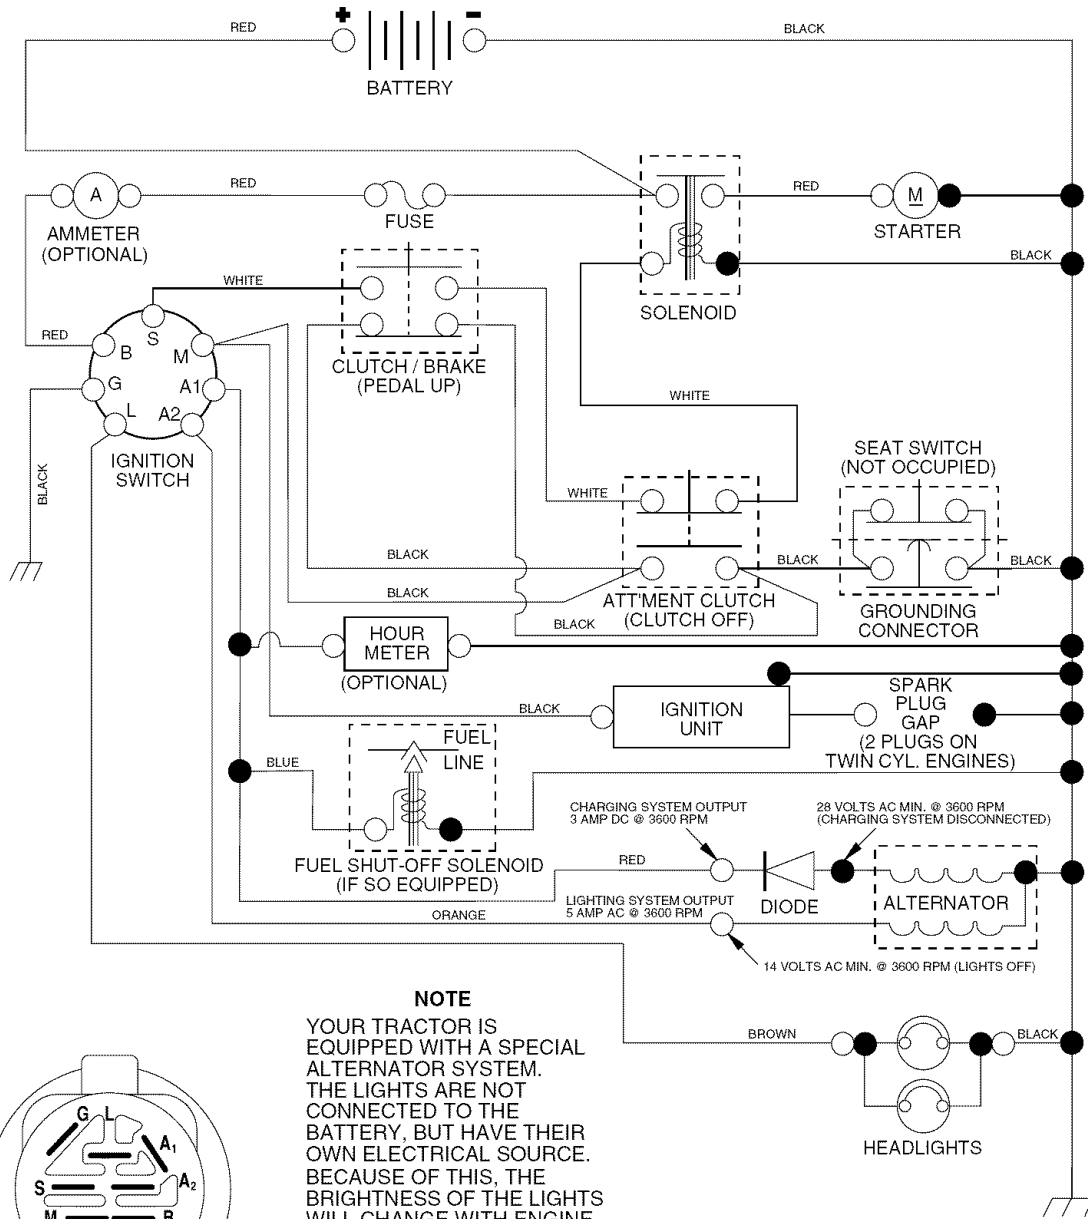 +
-
RED
BLACK
BATTERY
A
RED
FUSE
RED
M
STARTER
AMMETER
(OPTIONAL)
BLACK
SOLENOID
WHITE
RED
S
B
M
G
A1
L
A2
IGNITION
SWITCH
BLACK
CLUTCH / BRAKE
(PEDAL UP)
WHITE
SEAT SWITCH
(NOT OCCUPIED)
WHITE
BLACK
BLACK
BLACK
BLACK
ATT'MENT CLUTCH
(CLUTCH OFF)
BLACK
GROUNDING
CONNECTOR
HOUR
METER
(OPTIONAL)
BLACK
IGNITION
UNIT
SPARK
PLUG
GAP
(2 PLUGS ON
TWIN CYL. ENGINES)
FUEL
LINE
BLUE
FUEL SHUT-OFF SOLENOID
(IF SO EQUIPPED)
CHARGING SYSTEM OUTPUT
3 AMP DC @ 3600 RPM
28 VOLTS AC MIN. @ 3600 RPM
(CHARGING SYSTEM DISCONNECTED)
RED
DIODE
ALTERNATOR
LIGHTING SYSTEM OUTPUT
5 AMP AC @ 3600 RPM
ORANGE
14 VOLTS AC MIN. @ 3600 RPM (LIGHTS OFF)
BROWN
BLACK
HEADLIGHTS
NOTE
YOUR TRACTOR IS
EQUIPPED WITH A SPECIAL
ALTERNATOR SYSTEM.
THE LIGHTS ARE NOT
CONNECTED TO THE
BATTERY, BUT HAVE THEIR
OWN ELECTRICAL SOURCE.
BECAUSE OF THIS, THE
BRIGHTNESS OF THE LIGHTS
WILL CHANGE WITH ENGINE
G
L
A1
A2
S
M
B